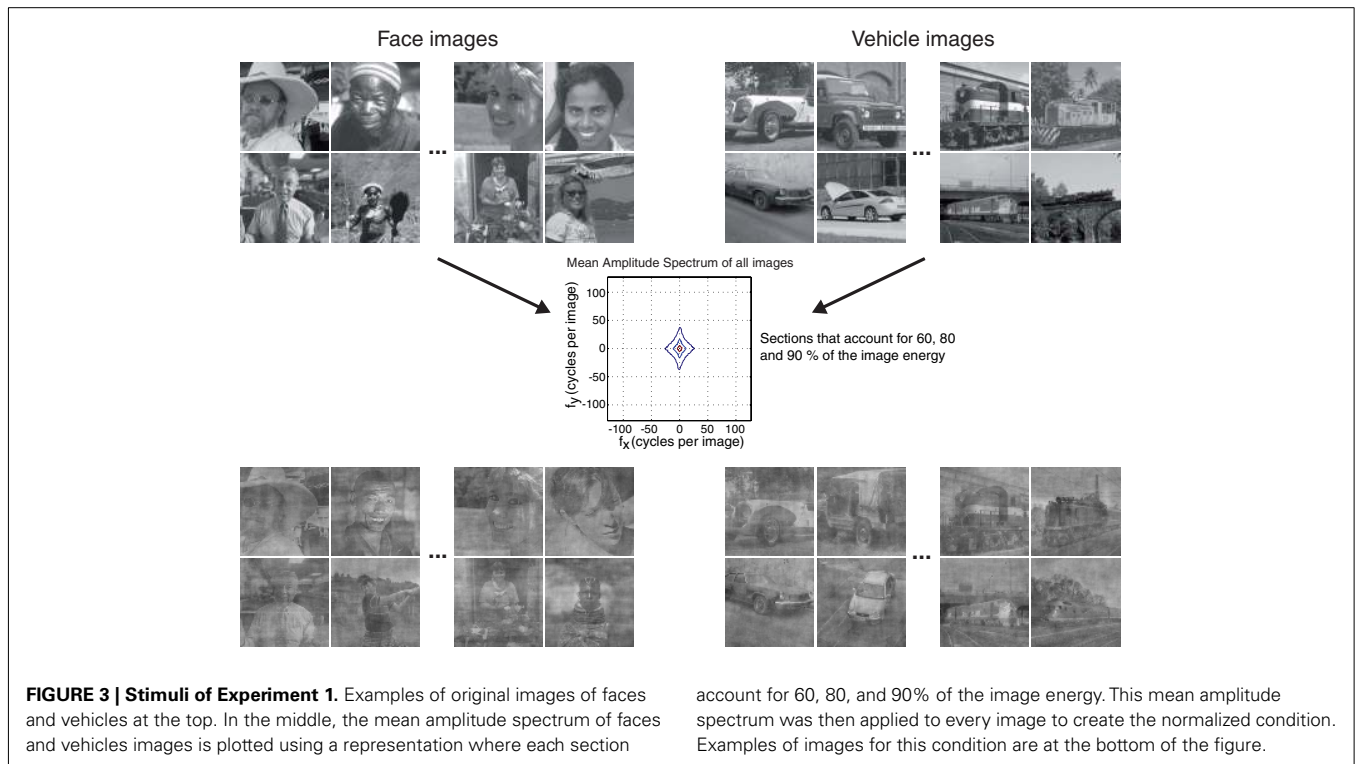 Face images
Vehicle images
...
...
Mean Amplitude Spectrum of all images
fy (cycles per image)
100
50
0
-50
-100
-100 -50 0 50 100
fx (cycles per image)
Sections that account for 60, 80
and 90 % of the image energy
...
...
FIGURE 3 | Stimuli of Experiment 1. Examples of original images of faces
and vehicles at the top. In the middle, the mean amplitude spectrum of faces
and vehicles images is plotted using a representation where each section
account for 60, 80, and 90% of the image energy. This mean amplitude
spectrum was then applied to every image to create the normalized condition.
Examples of images for this condition are at the bottom of the figure.